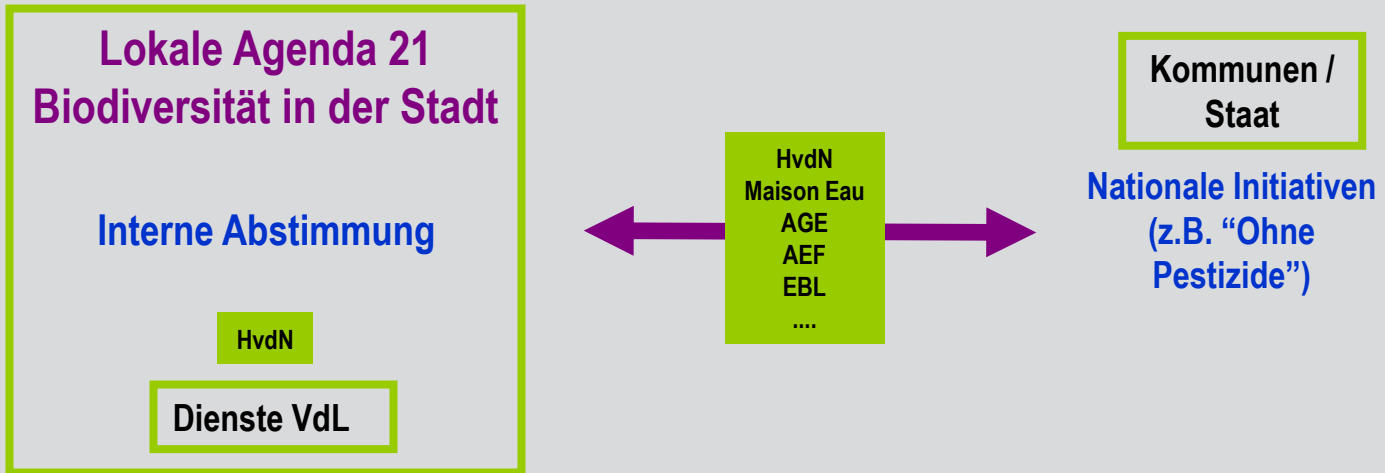 Lokale Agenda 21
Biodiversität in der Stadt
Interne Abstimmung
HvdN
Dienste VdL
HvdN
Maison Eau
AGE
AEF
EBL
....
Kommunen /
Staat
Nationale Initiativen
(z.B. “Ohne
Pestizide”)